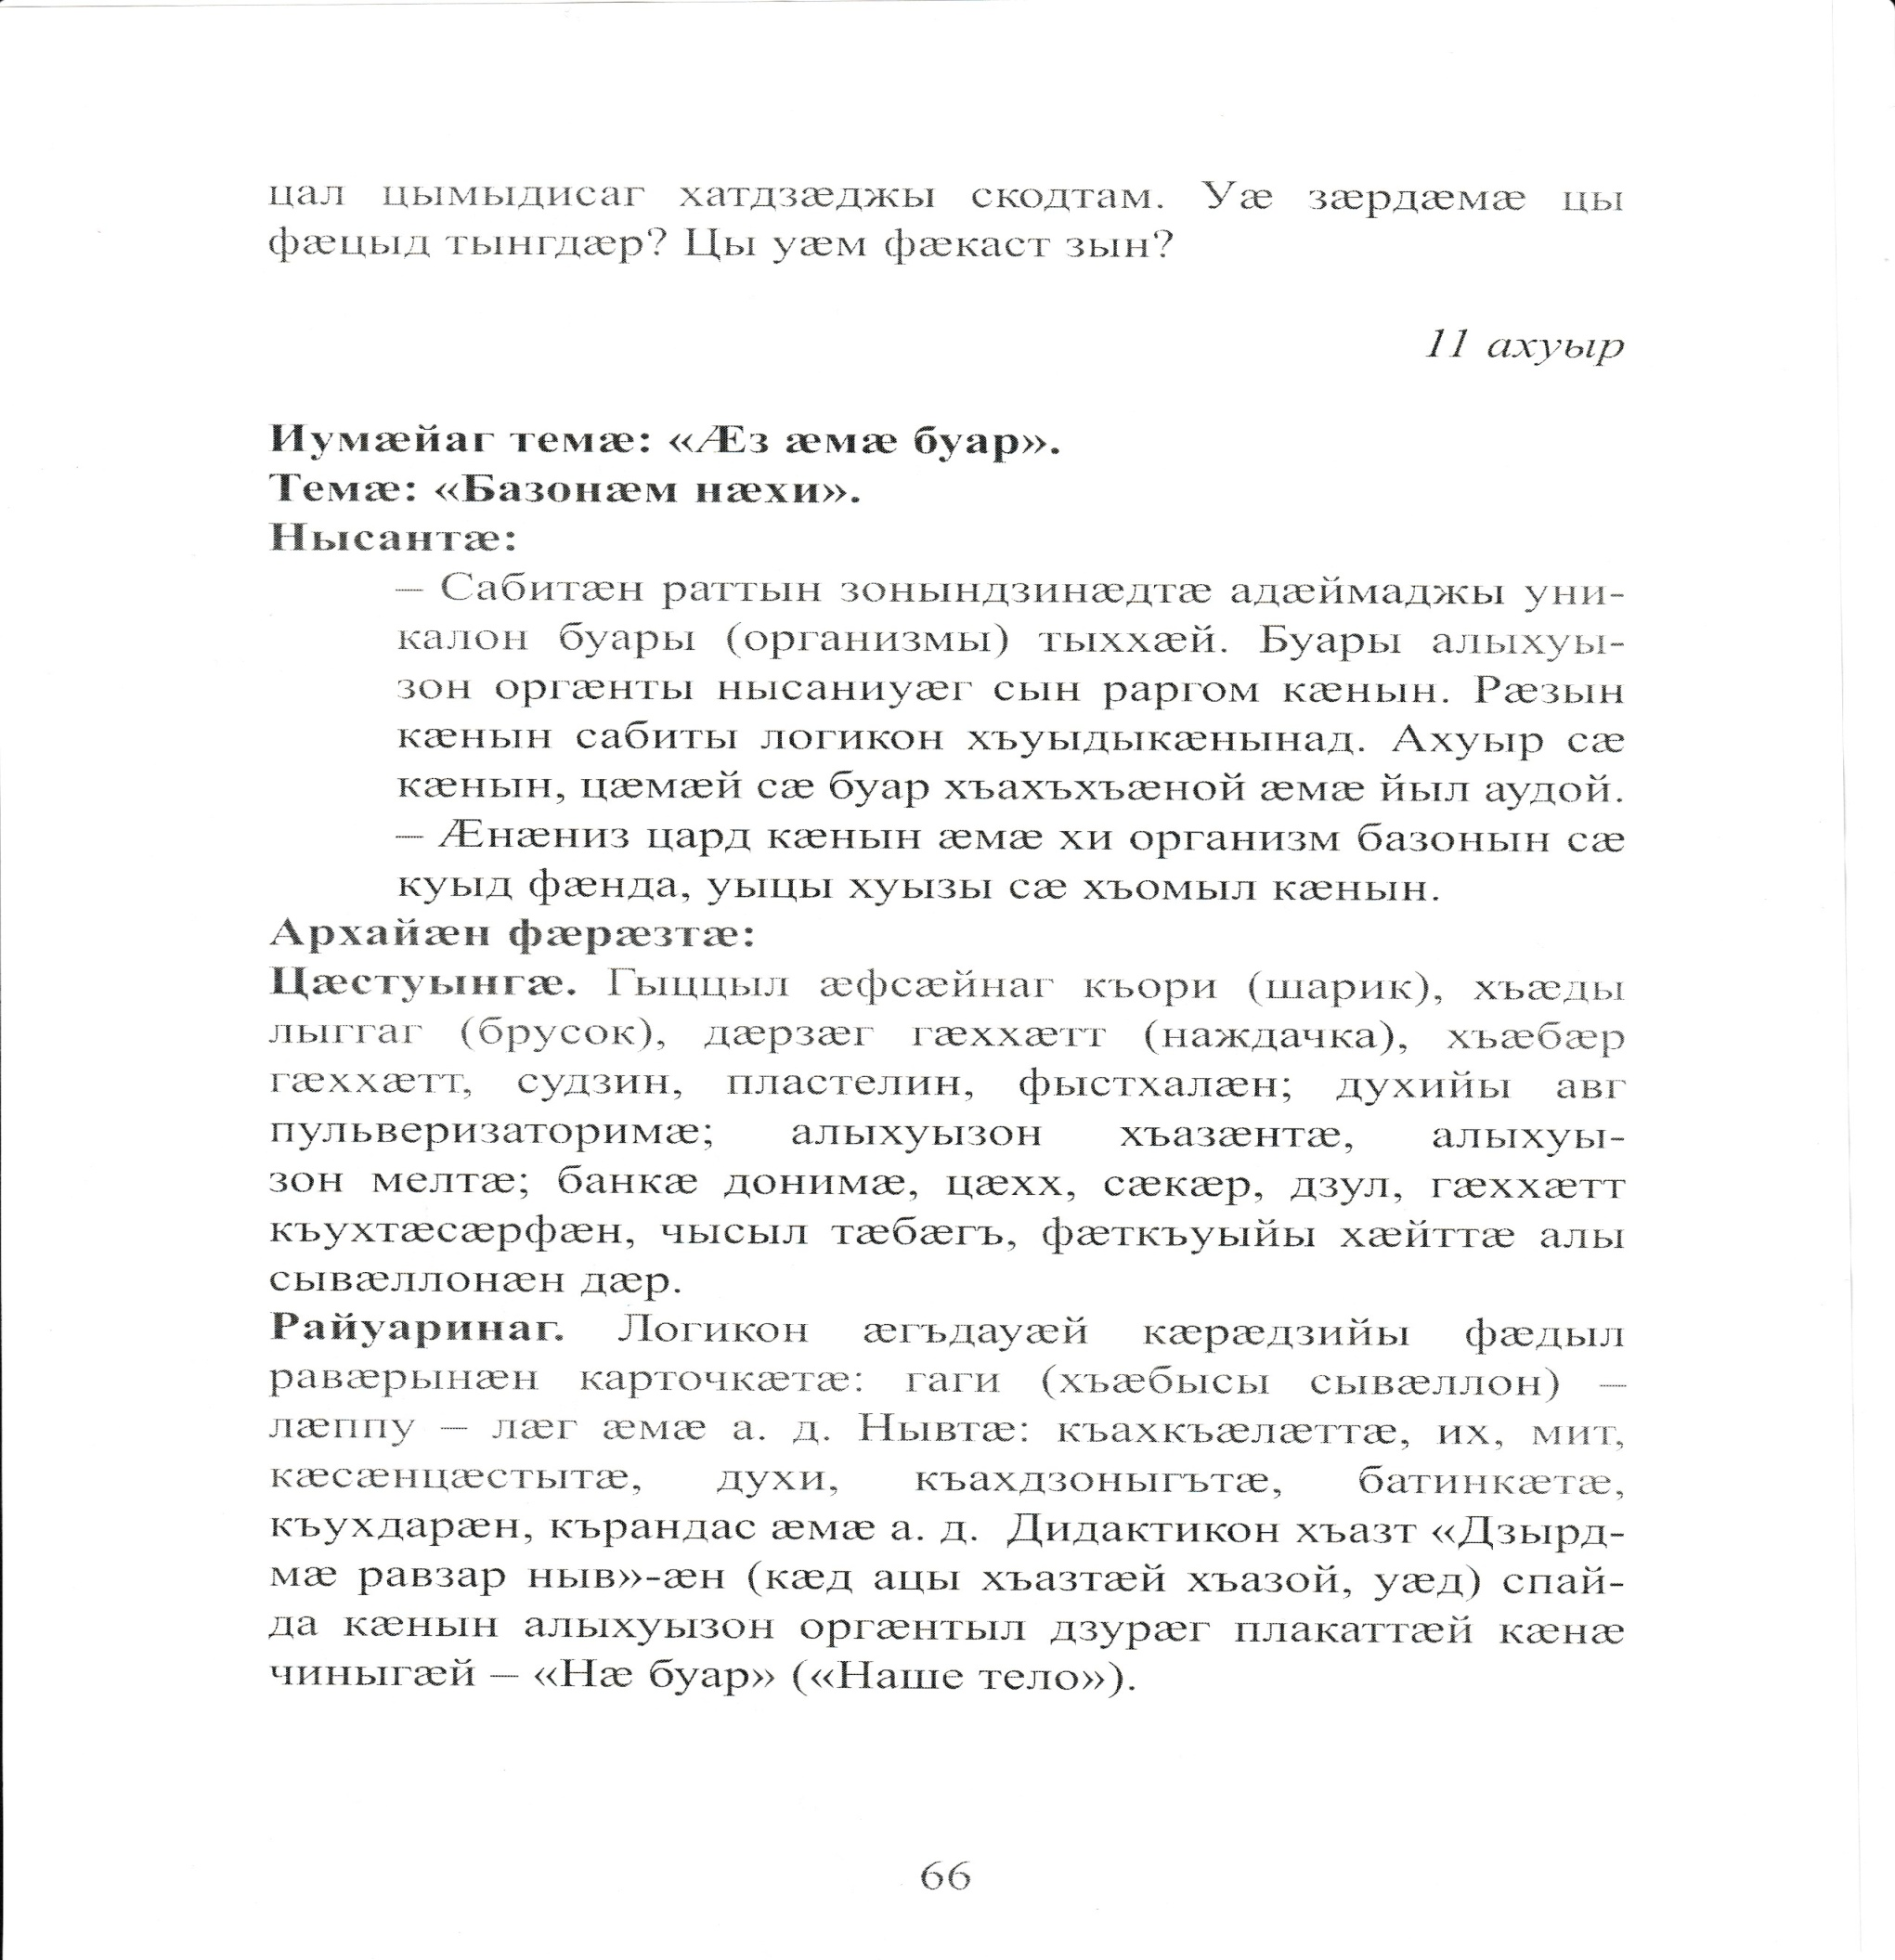 цал цымыдисаг хатдзæджы скодтам. Уæ зæрдæмæ цы
фæцыд тынгдæр? Цы уæм фæкаст зын?
11 ахуыр
Иумæйаг темæ: «Æз æмæ буар».
Темæ: «Базонæм нæхи».
Нысантæ:
– Сабитæн раттын зонындзинæдтæ адæймаджы уни-
калон буары (организмы) тыххæй. Буары алыхуы-
зон оргæнты нысаниуæг сын раргом кæнын. Рæзын
кæнын сабиты логикон хъуыдыкæнынад. Ахуыр сæ
кæнын, цæмæй сæ буар хъахъхъæной æмæ йыл аудой.
– Æнæниз цард кæнын æмæ хи организм базонын сæ
куыд фæнда, уыцы хуызы сæ хъомыл кæнын.
Архайæн фæрæзтæ:
Цæстуынгæ. Гыццыл æфсæйнаг къори (шарик), хъæды
лыггаг (брусок), дæрзæг гæххæтт (наждачка), хъæбæр
гæххæтт, судзин, пластелин, фыстхалæн; духийы авг
пульверизаторимæ; алыхуызон хъазæнтæ, алыхуы-
зон мелтæ; банкæ донимæ, цæхх, сæкæр, дзул, гæххæтт
къухтæсæрфæн, чысыл тæбæгъ, фæткъуыйы хæйттæ алы
сывæллонæн дæр.
Райуаринаг. Логикон æгъдауæй кæрæдзийы фæдыл
равæрынæн карточкæтæ: гаги (хъæбысы сывæллон) –
лæппу – лæг æмæ а. д. Нывтæ: къахкъæлæттæ, их, мит,
кæсæнцæстытæ, духи, къахдзоныгътæ, батинкæтæ,
къухдарæн, кърандас æмæ а. д. Дидактикон хъазт «Дзырд-
мæ равзар ныв»-æн (кæд ацы хъазтæй хъазой, уæд) спай-
да кæнын алыхуызон оргæнтыл дзурæг плакаттæй кæнæ
чиныгæй – «Нæ буар» («Наше тело»).
66